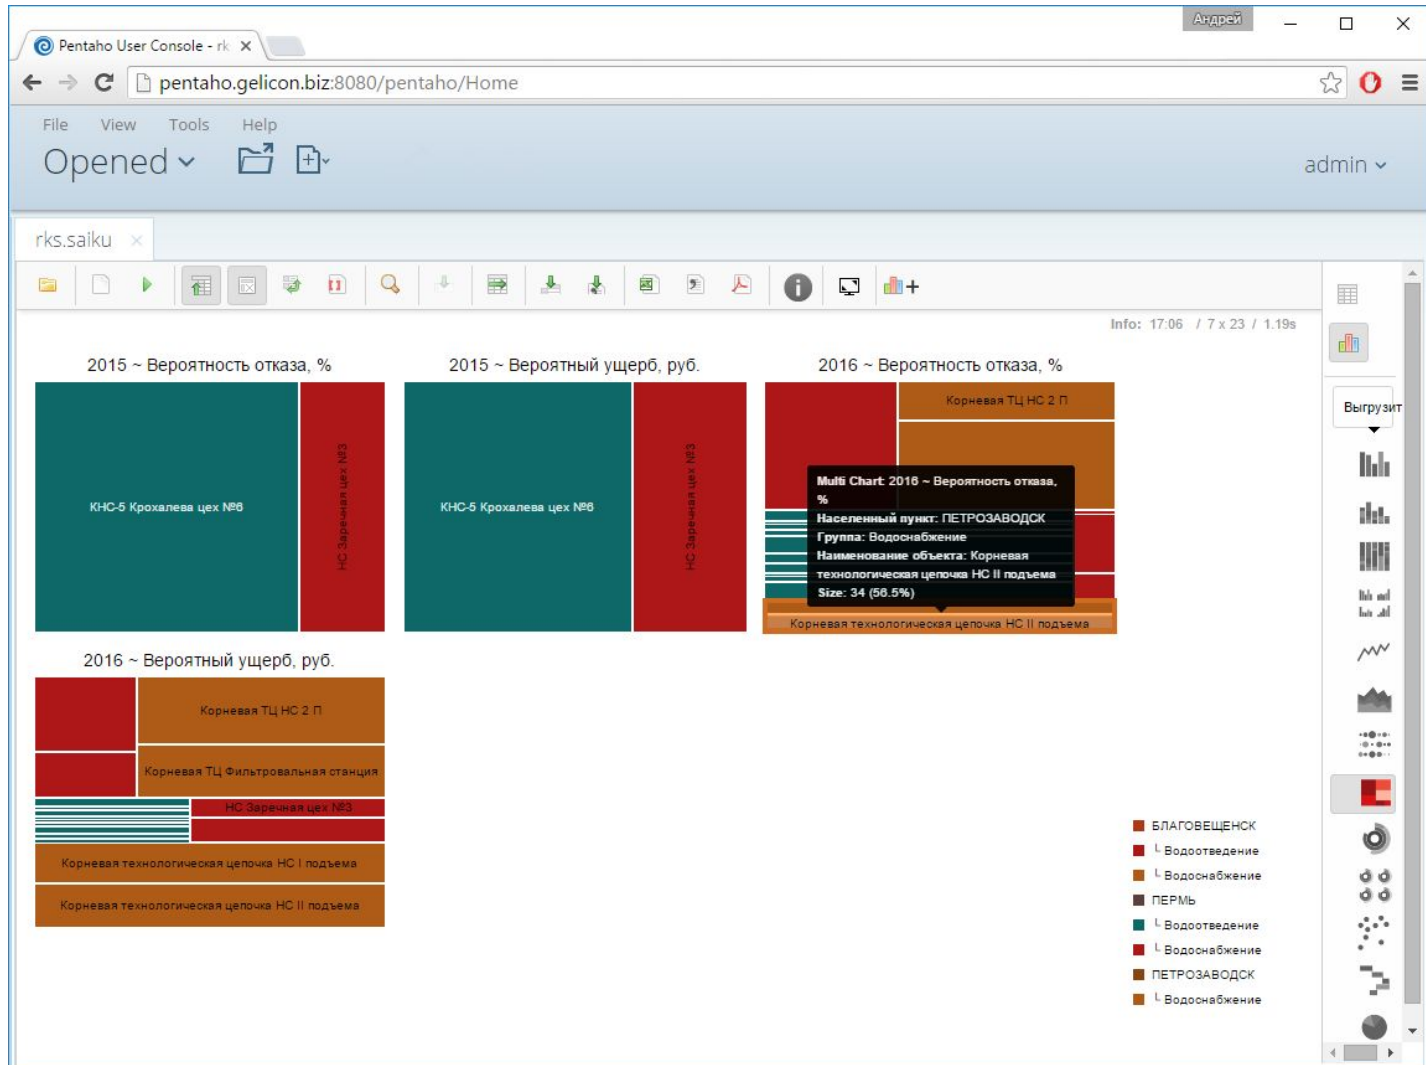 Андрей
Pentaho User Console - rk
pentaho.gelicon.biz:8080/pentaho/Home
File View Tools Help
Opened
admin
rks.saiku
Info: 17:06 / 7 x 23 / 1.19s
Выгрузит
2015 ~ Вероятность отказа, %
2015 ~ Вероятный ущерб, руб.
2016 ~ Вероятность отказа, %
КНС-5 Крохалева цех №6
НС Заречная цех №3
КНС-5 Крохалева цех №6
НС Заречная цех №3
Корневая ТЦ НС 2 П
Multi Chart: 2016 ~ Вероятность отказа,
%
Населенный пункт: ПЕТРОЗАВОДСК
Группа: Водоснабжение
Наименование объекта: Корневая
технологическая цепочка НС II подъема
Size: 34 (56.5%)
Корневая технологическая цепочка НС II подъема
2016 ~ Вероятный ущерб, руб.
Корневая ТЦ НС 2 П
Корневая ТЦ Фильтровальная станция
НС Заречная цех №3
Корневая технологическая цепочка НС I подъема
Корневая технологическая цепочка НС II подъема
БЛАГОВЕЩЕНСК
└ Водоотведение
└ Водоснабжение
ПЕРМЬ
└ Водоотведение
└ Водоснабжение
ПЕТРОЗАВОДСК
└ Водоснабжение